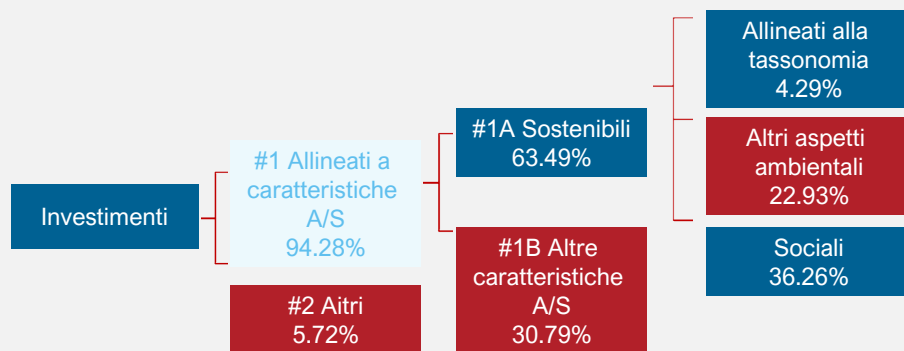 Investimenti
#1 Allineati a
caratteristiche
A/S
94.28%
#2 Aitri
5.72%
#1A Sostenibili
63.49%
#1B Altre
caratteristiche
A/S
30.79%
Allineati alla
tassonomia
4.29%
Altri aspetti
ambientali
22.93%
Sociali
36.26%